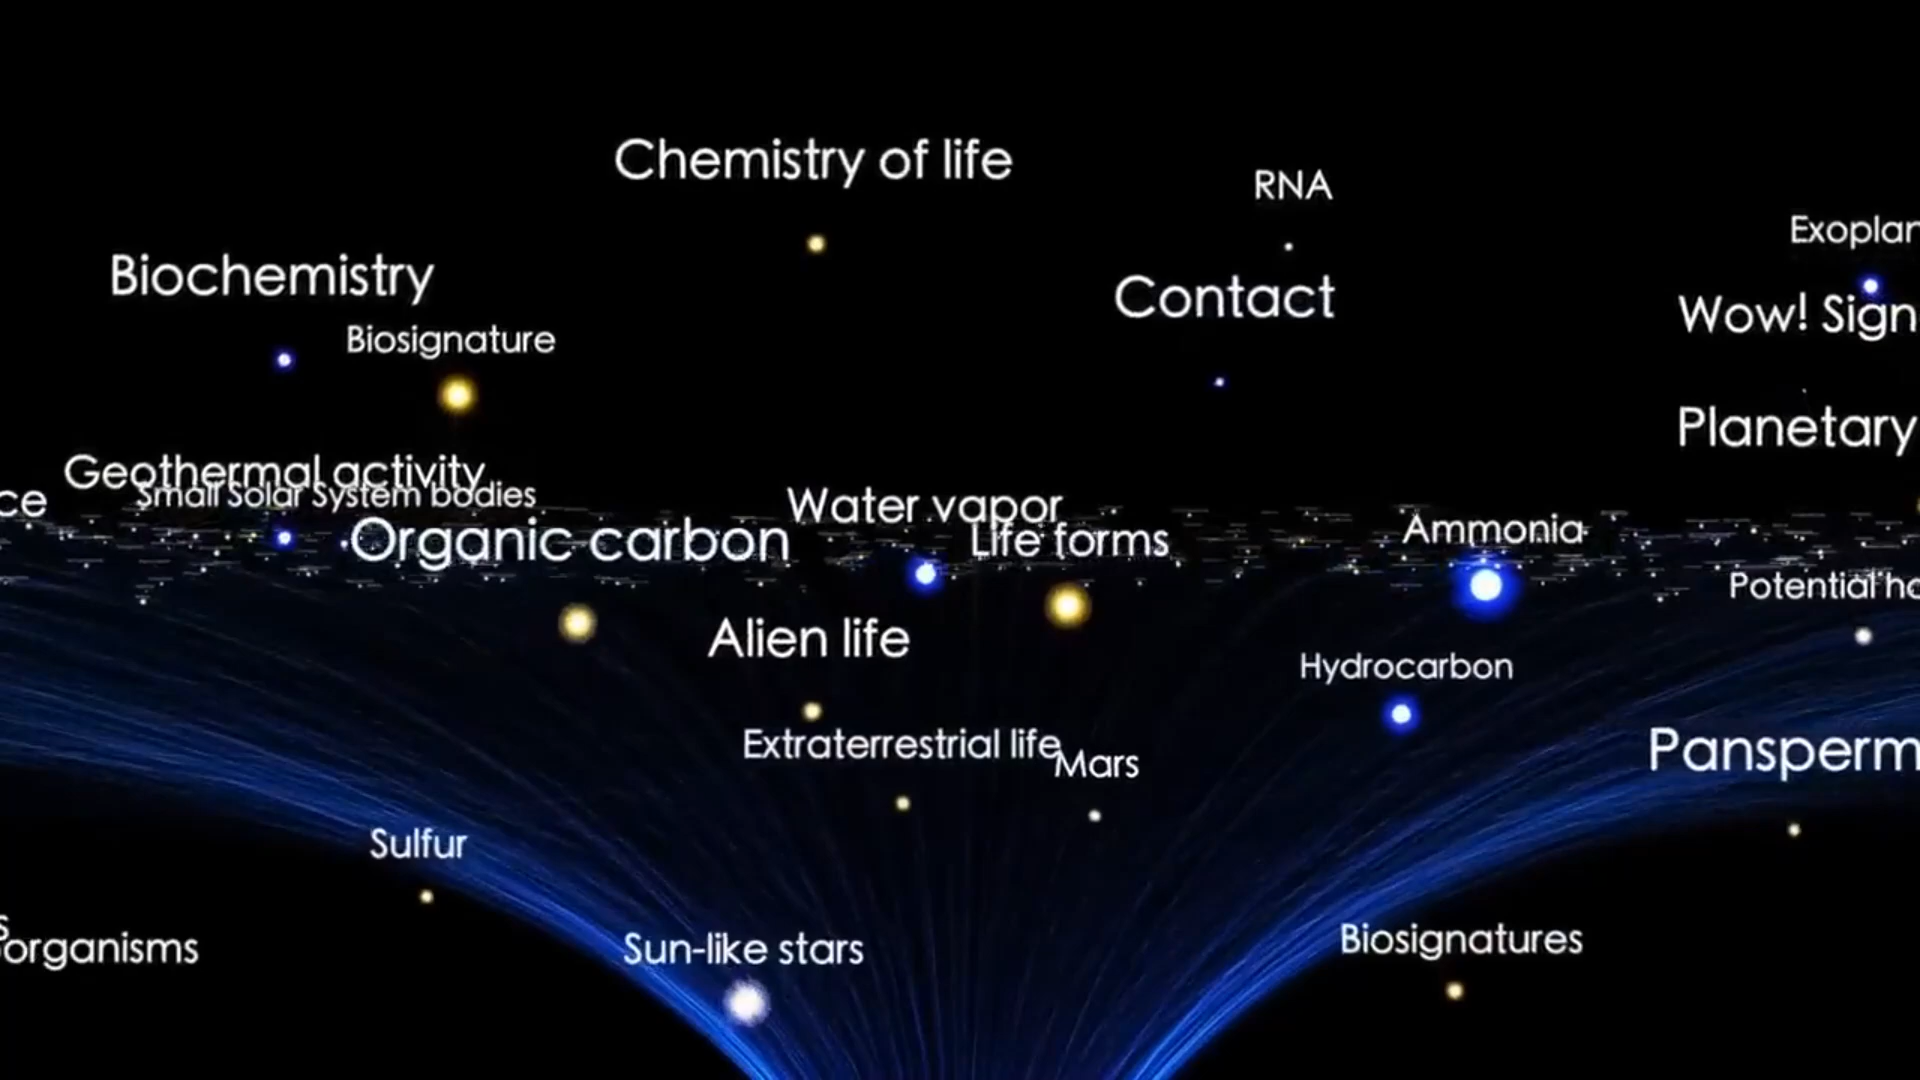 Chemistry of life
RNA
Exoplan
Biochemistry
Contact
Wow! Sign
Biosignature
Planetary
Geothermal activity
Small Solar System bodies
ce
Water vapor
Organic carbon
Life forms
Ammonia
Potential ha
Alien life
Hydrocarbon
Extraterrestrial life
Mars
Pansperm
Sulfur
s
organisms
Sun-like stars
Biosignatures